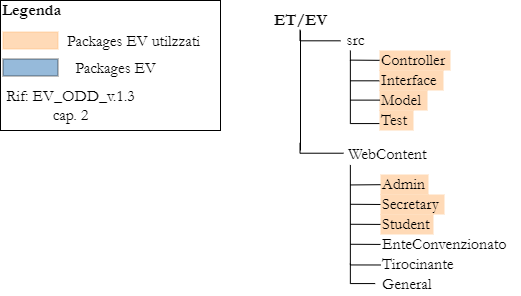 Legenda
Packages EV utilzzati
Packages EV
Rif: EV_ODD_v.1.3
cap. 2
ET/EV
src
Controller
Interface
Model
Test
WebContent
Admin
Secretary
Student
EnteConvenzionato
Tirocinante
General